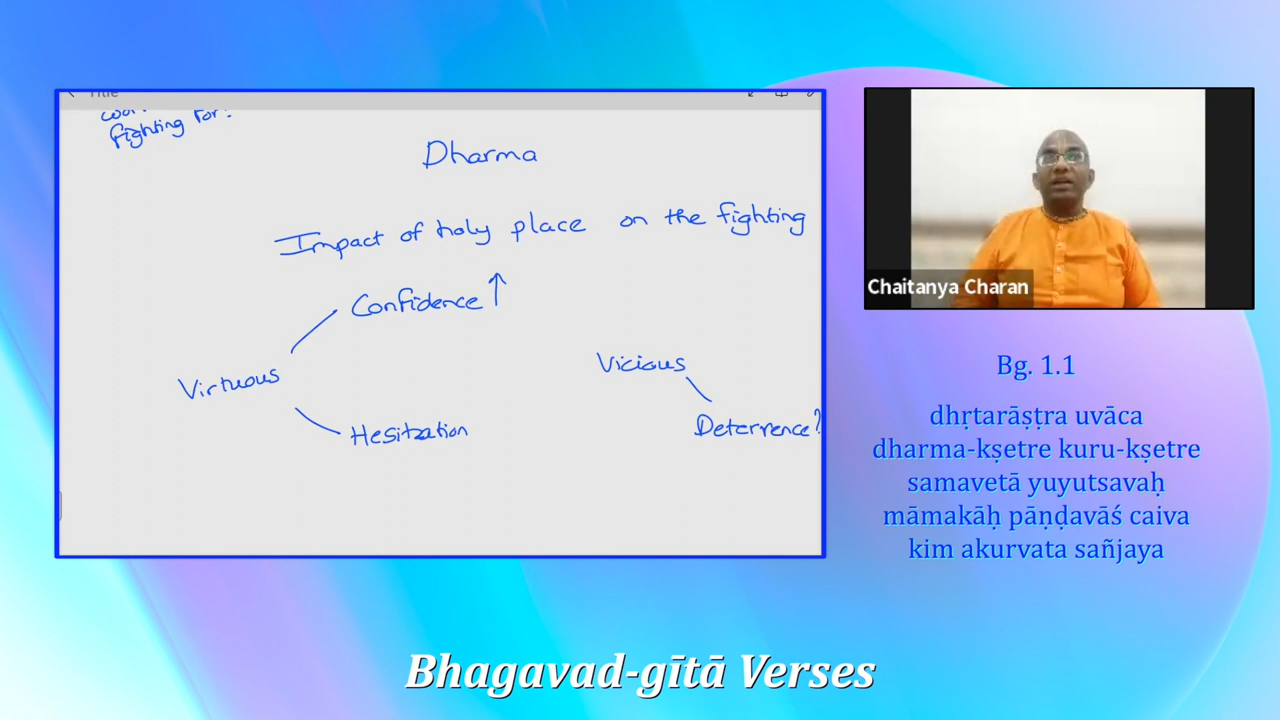 Title
fighting for?
Dharma
Impact of holy place on the fighting
Confidence ↑
Virtuous
Hesitation
Vicious
Deterrence?
Chaitanya Charan
Bg. 1.1
dhṛtarāṣṭra uvāca
dharma-kṣetre kuru-kṣetre
samavetā yuyutsavaḥ
māmakāḥ pāṇḍavāś caiva
kim akurvata sañjaya
Bhagavad-gītā Verses